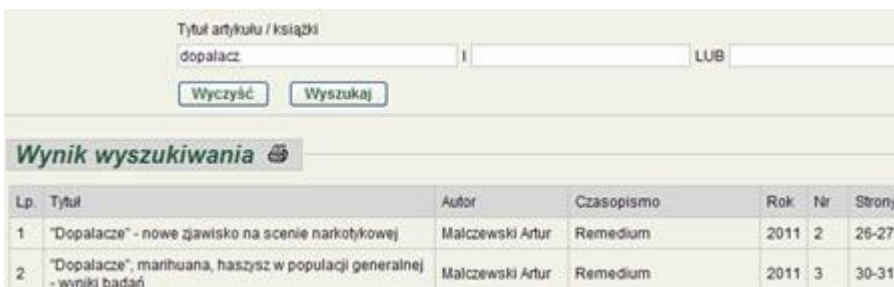 Tytuł artykułu / książki
dopalacz I LUB
Wyczyść Wyszukaj
Wynik wyszukiwania
Lp. Tytuł Autor Czasopismo Rok Nr Strony
1 "Dopalacze" - nowe zjawisko na scenie narkotykowej Malczewski Artur Remedium 2011 2 26-27
2 "Dopalacze", marihuana, haszysz w populacji generalnej Malczewski Artur Remedium 2011 3 30-31
- wyniki badań